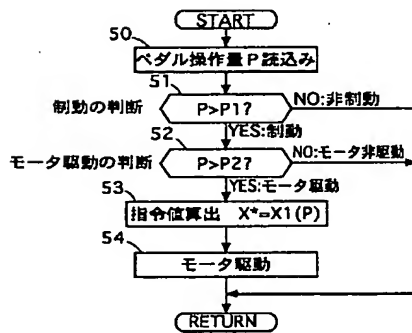 START
50
ペダル操作量P読込み
51
制動の判断
P>P1?
NO:非制動
YES:制動
52
モータ駆動の判断
P>P2?
NO:モータ非駆動
YES:モータ駆動
53
指令値算出 X*=X1(P)
54
モータ駆動
RETURN